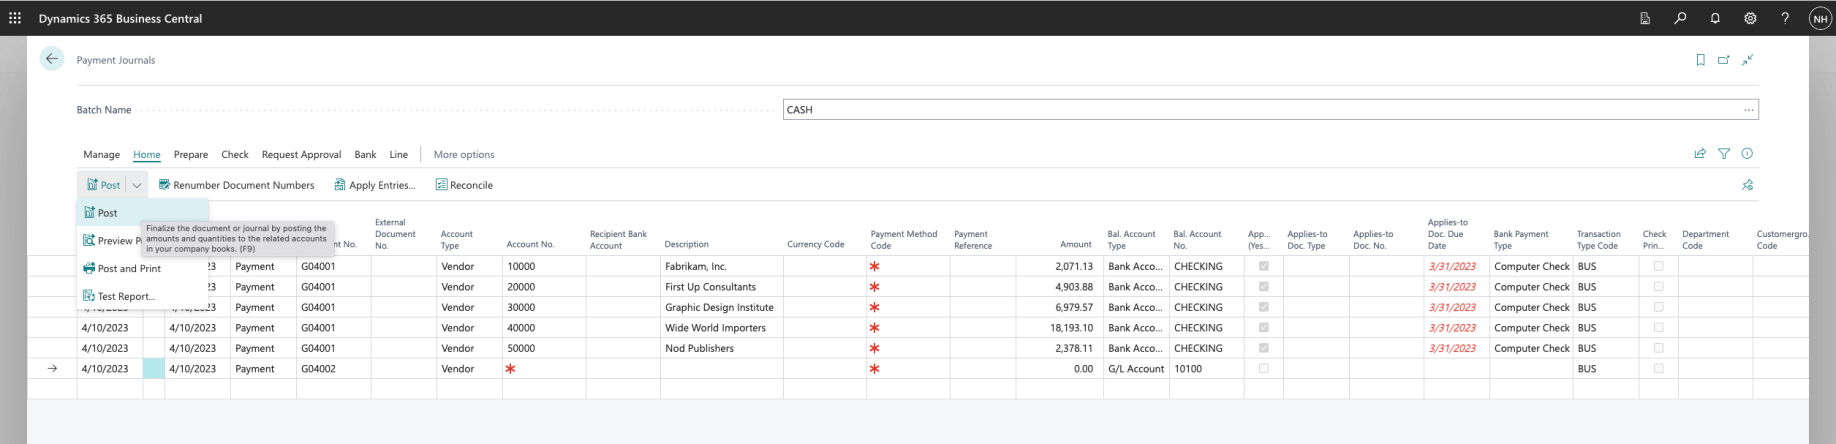 Dynamics 365 Business Central
NH
Payment Journals
Batch Name
CASH
Manage Home Prepare Check Request Approval Bank Line More options
Post Renumber Document Numbers Apply Entries... Reconcile
Post
Preview P
Post and Print
Test Report...
Finalize the document or journal by posting the
amounts and quantities to the related accounts
in your company books. (F9)
nt No. External Document No. Account Type Account No. Recipient Bank Account Description Currency Code Payment Method Code Payment Reference Amount Bal. Account Type Bal. Account No. App... (Yes... Applies-to Doc. Type Applies-to Doc. No. Applies-to Doc. Due Date Bank Payment Type Transaction Type Code Check Prin... Department Code Customergro. Code
23 Payment G04001 Vendor 10000 Fabrikam, Inc. * 2,071.13 Bank Acco... CHECKING 3/31/2023 Computer Check BUS
23 Payment G04001 Vendor 20000 First Up Consultants * 4,903.88 Bank Acco... CHECKING 3/31/2023 Computer Check BUS
4/10/2023 4/10/2023 Payment G04001 Vendor 30000 Graphic Design Institute * 6,979.57 Bank Acco... CHECKING 3/31/2023 Computer Check BUS
4/10/2023 4/10/2023 Payment G04001 Vendor 40000 Wide World Importers * 18,193.10 Bank Acco... CHECKING 3/31/2023 Computer Check BUS
4/10/2023 4/10/2023 Payment G04001 Vendor 50000 Nod Publishers * 2,378.11 Bank Acco... CHECKING 3/31/2023 Computer Check BUS
4/10/2023 4/10/2023 Payment G04002 Vendor * * 0.00 G/L Account 10100 BUS